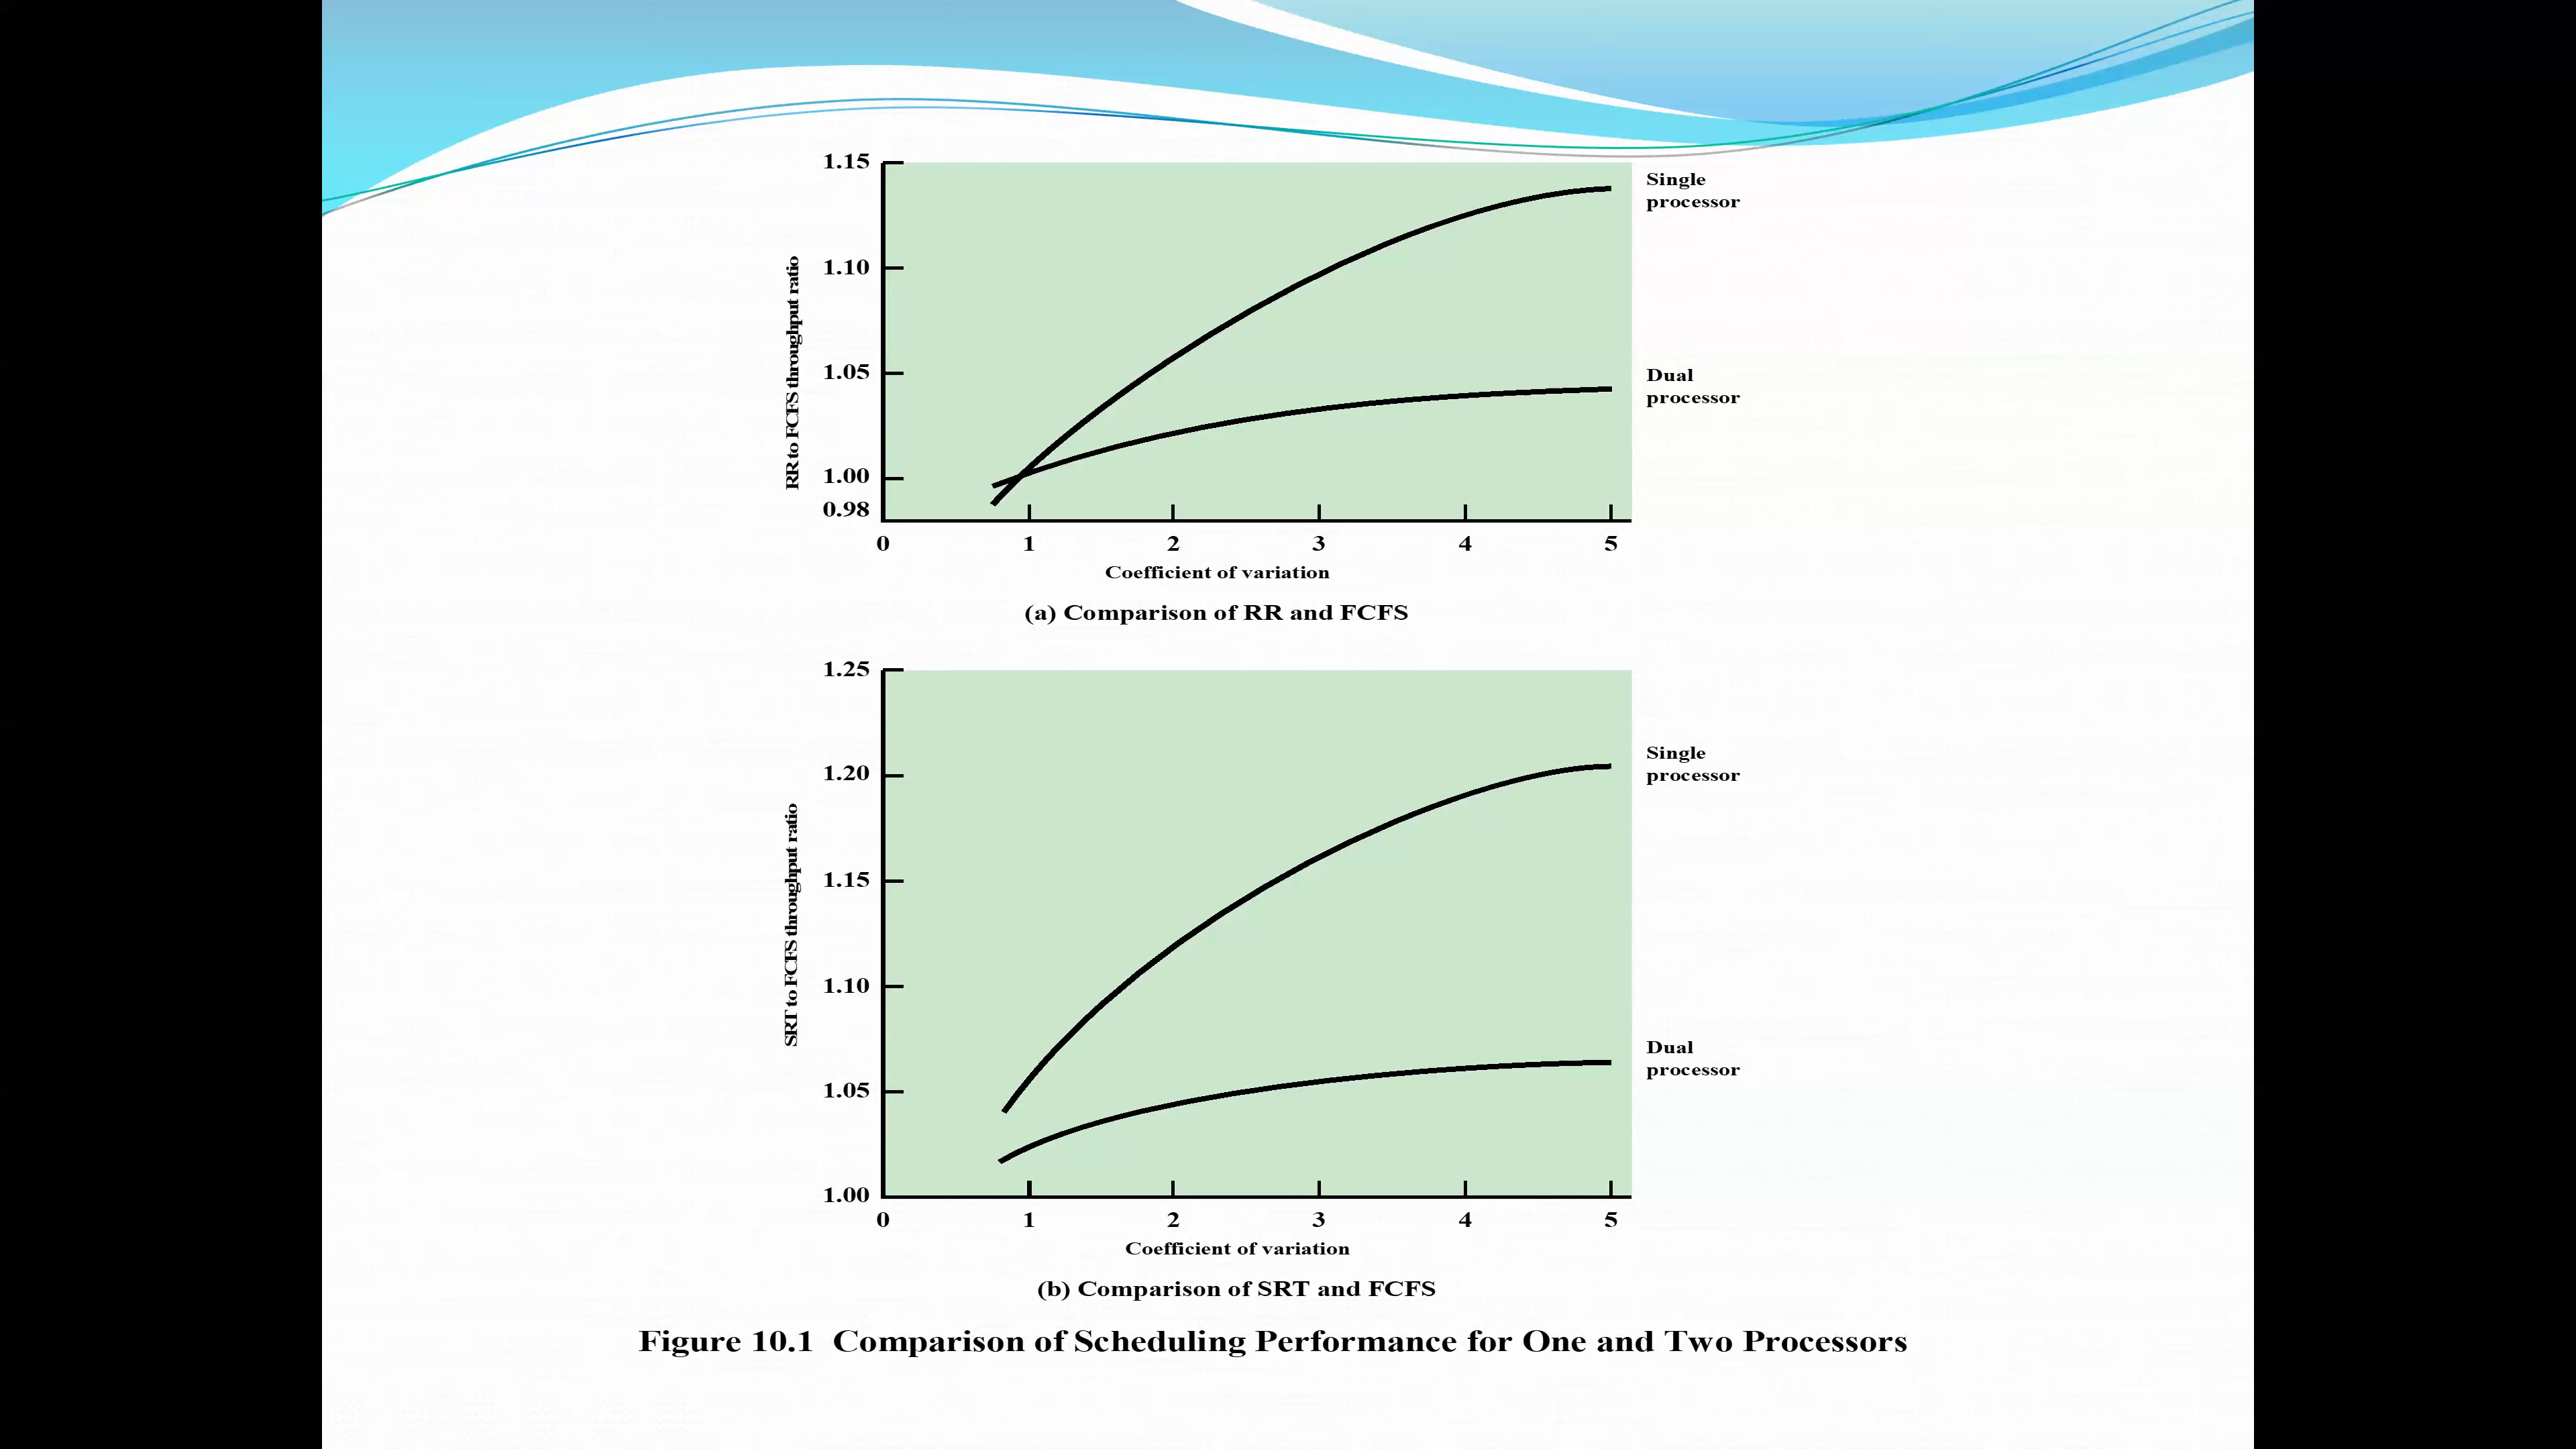 1.15
Single
processor
1.10
RR to FCFS throughput ratio
1.05
Dual
processor
1.00
0.98
0 1 2 3 4 5
Coefficient of variation
(a) Comparison of RR and FCFS
1.25
Single
processor
1.20
SRT to FCFS throughput ratio
1.15
1.10
Dual
processor
1.05
1.00
0 1 2 3 4 5
Coefficient of variation
(b) Comparison of SRT and FCFS
Figure 10.1 Comparison of Scheduling Performance for One and Two Processors